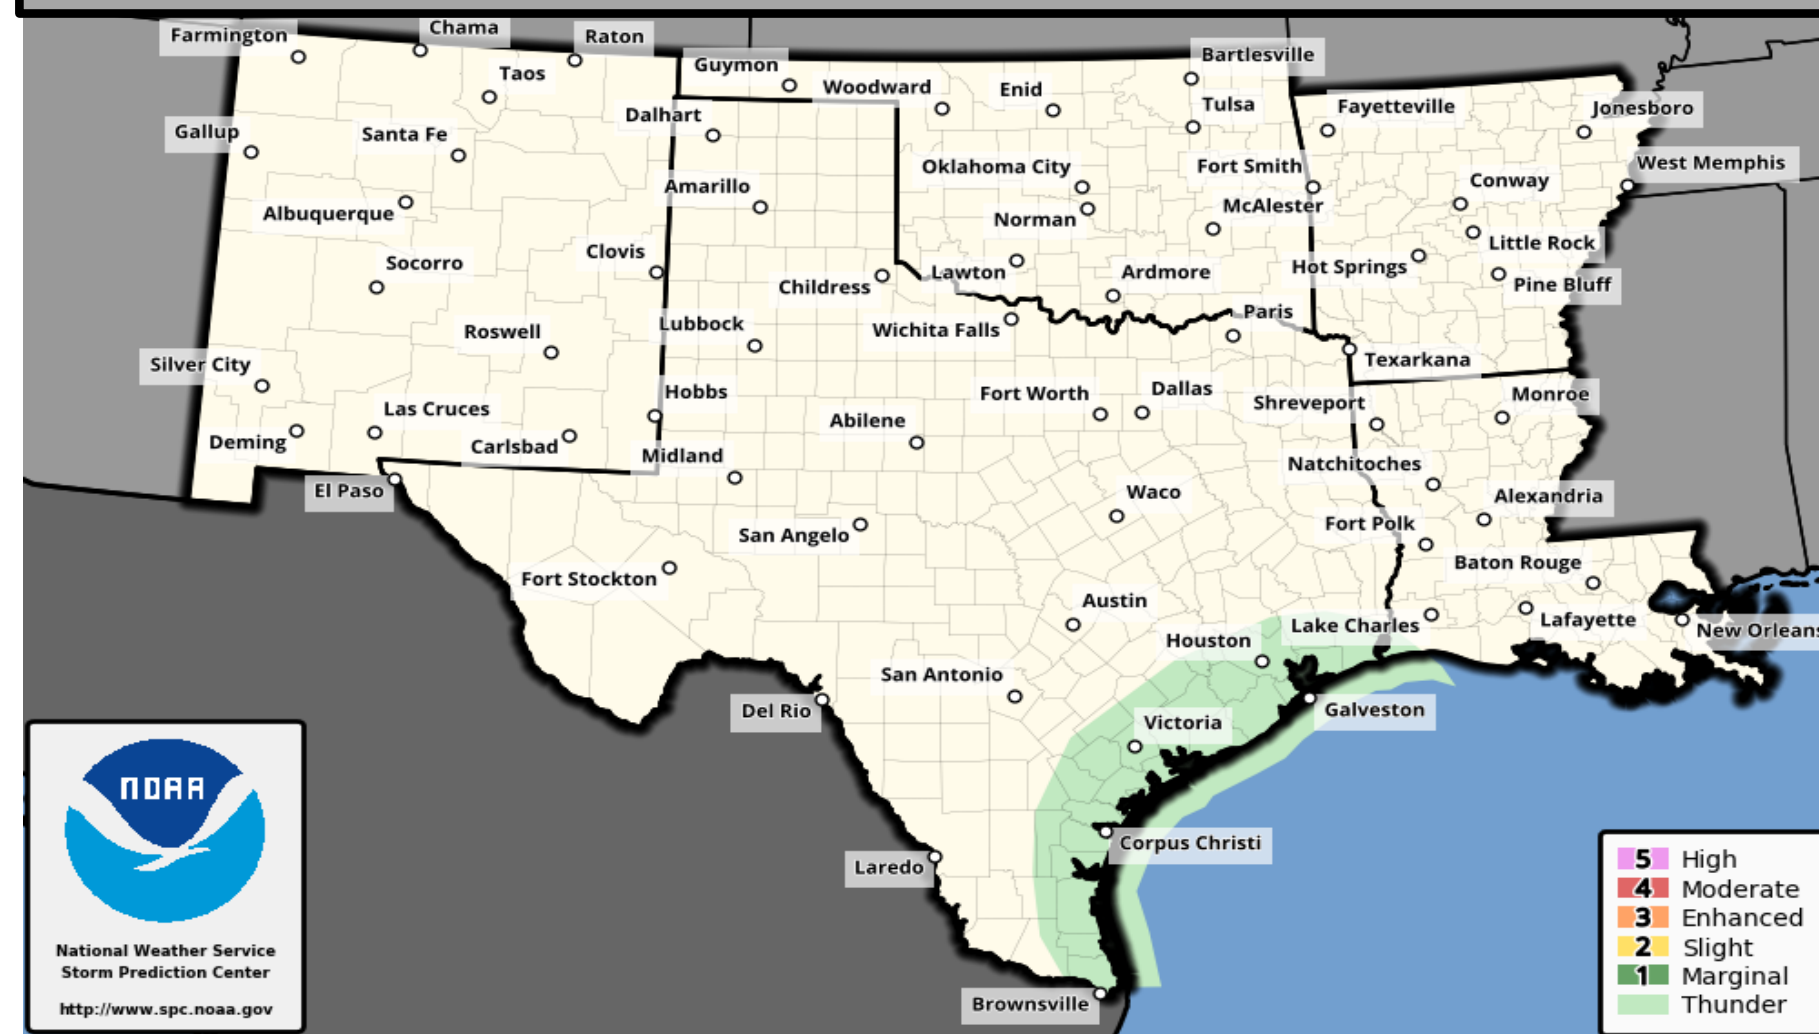 Farmington
Chama
Raton
Taos
Guymon
Woodward
Enid
Bartlesville
Tulsa
Fayetteville
Jonesboro
Dalhart
Gallup
Santa Fe
Oklahoma City
Fort Smith
Conway
West Memphis
Amarillo
Albuquerque
Norman
McAlester
Little Rock
Socorro
Clovis
Childress
Lawton
Ardmore
Hot Springs
Pine Bluff
Roswell
Lubbock
Wichita Falls
Paris
Texarkana
Silver City
Hobbs
Fort Worth
Dallas
Shreveport
Monroe
Las Cruces
Deming
Carlsbad
Midland
Abilene
Natchitoches
El Paso
San Angelo
Waco
Alexandria
Fort Polk
Fort Stockton
Baton Rouge
Austin
Houston
Lake Charles
Lafayette
New Orleans
San Antonio
Del Rio
Victoria
Galveston
Corpus Christi
Laredo
Brownsville
NOAA
National Weather Service
Storm Prediction Center
http://www.spc.noaa.gov
5 High
4 Moderate
3 Enhanced
2 Slight
1 Marginal
Thunder